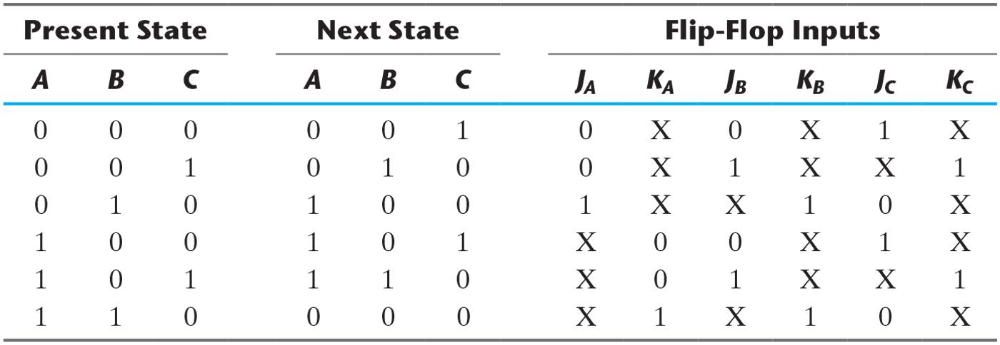 Present State Next State Flip-Flop Inputs
A B C A B C J_A K_A J_B K_B J_C K_C
0 0 0 0 0 1 0 X 0 X 1 X
0 0 1 0 1 0 0 X 1 X X 1
0 1 0 1 0 0 1 X X 1 0 X
1 0 0 1 0 1 X 0 0 X 1 X
1 0 1 1 1 0 X 0 1 X X 1
1 1 0 0 0 0 X 1 X 1 0 X